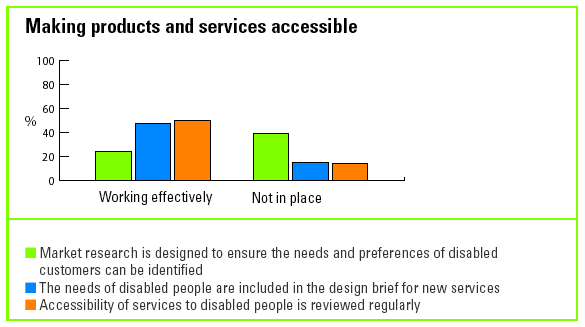 Making products and services accessible
100
80
60
%
40
20
0
Working effectively Not in place
Market research is designed to ensure the needs and preferences of disabled
customers can be identified
The needs of disabled people are included in the design brief for new services
Accessibility of services to disabled people is reviewed regularly